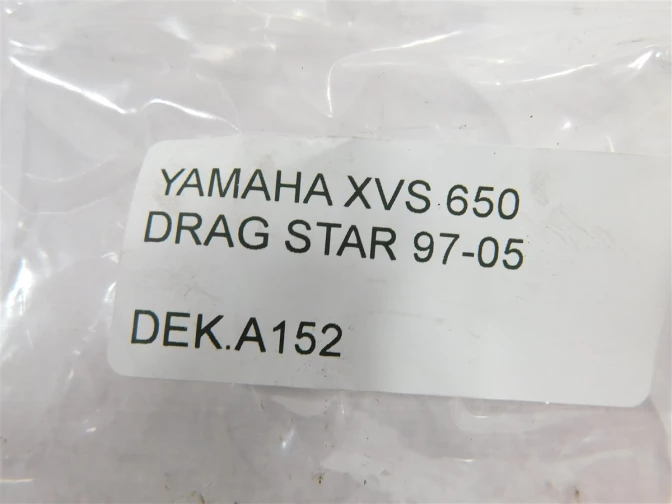 YAMAHA XVS 650
DRAG STAR 97-05
DEK.A152